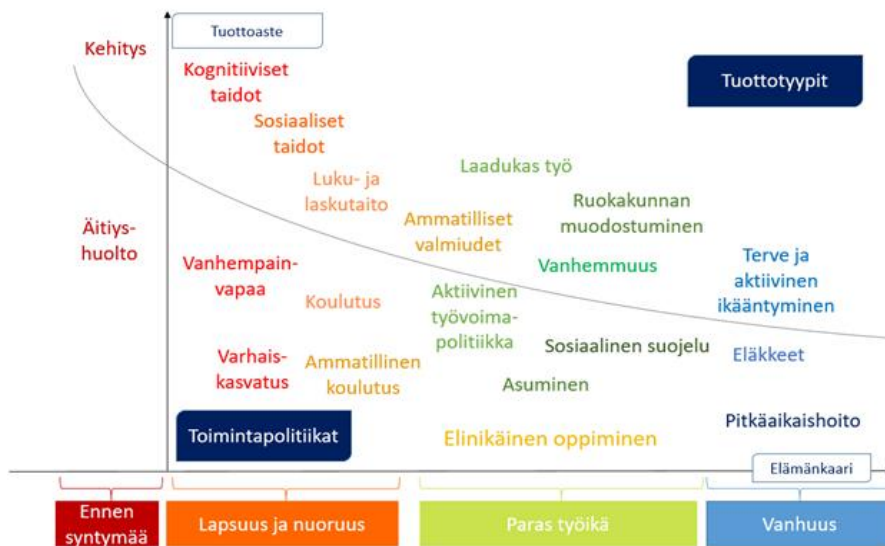 Tuottoaste
Kehitys
Kognitiiviset
taidot
Tuottotyypit
Sosiaaliset
taidot
Laadukas työ
Luku- ja
laskutaito
Ruokakunnan
muodostuminen
Ammatilliset
valmiudet
Äitiys-
huolto
Vanhempain-
vapaa
Vanhemmuus
Terve ja
aktiivinen
ikääntyminen
Koulutus
Aktiivinen
työvoima-
politiikka
Sosiaalinen suojelu
Eläkkeet
Varhais-
kasvatus
Ammatillinen
koulutus
Asuminen
Pitkäaikaishoito
Toimintapolitiikat
Elinikäinen oppiminen
Elämänkaari
Ennen
syntymää
Lapsuus ja nuoruus
Paras työikä
Vanhuus